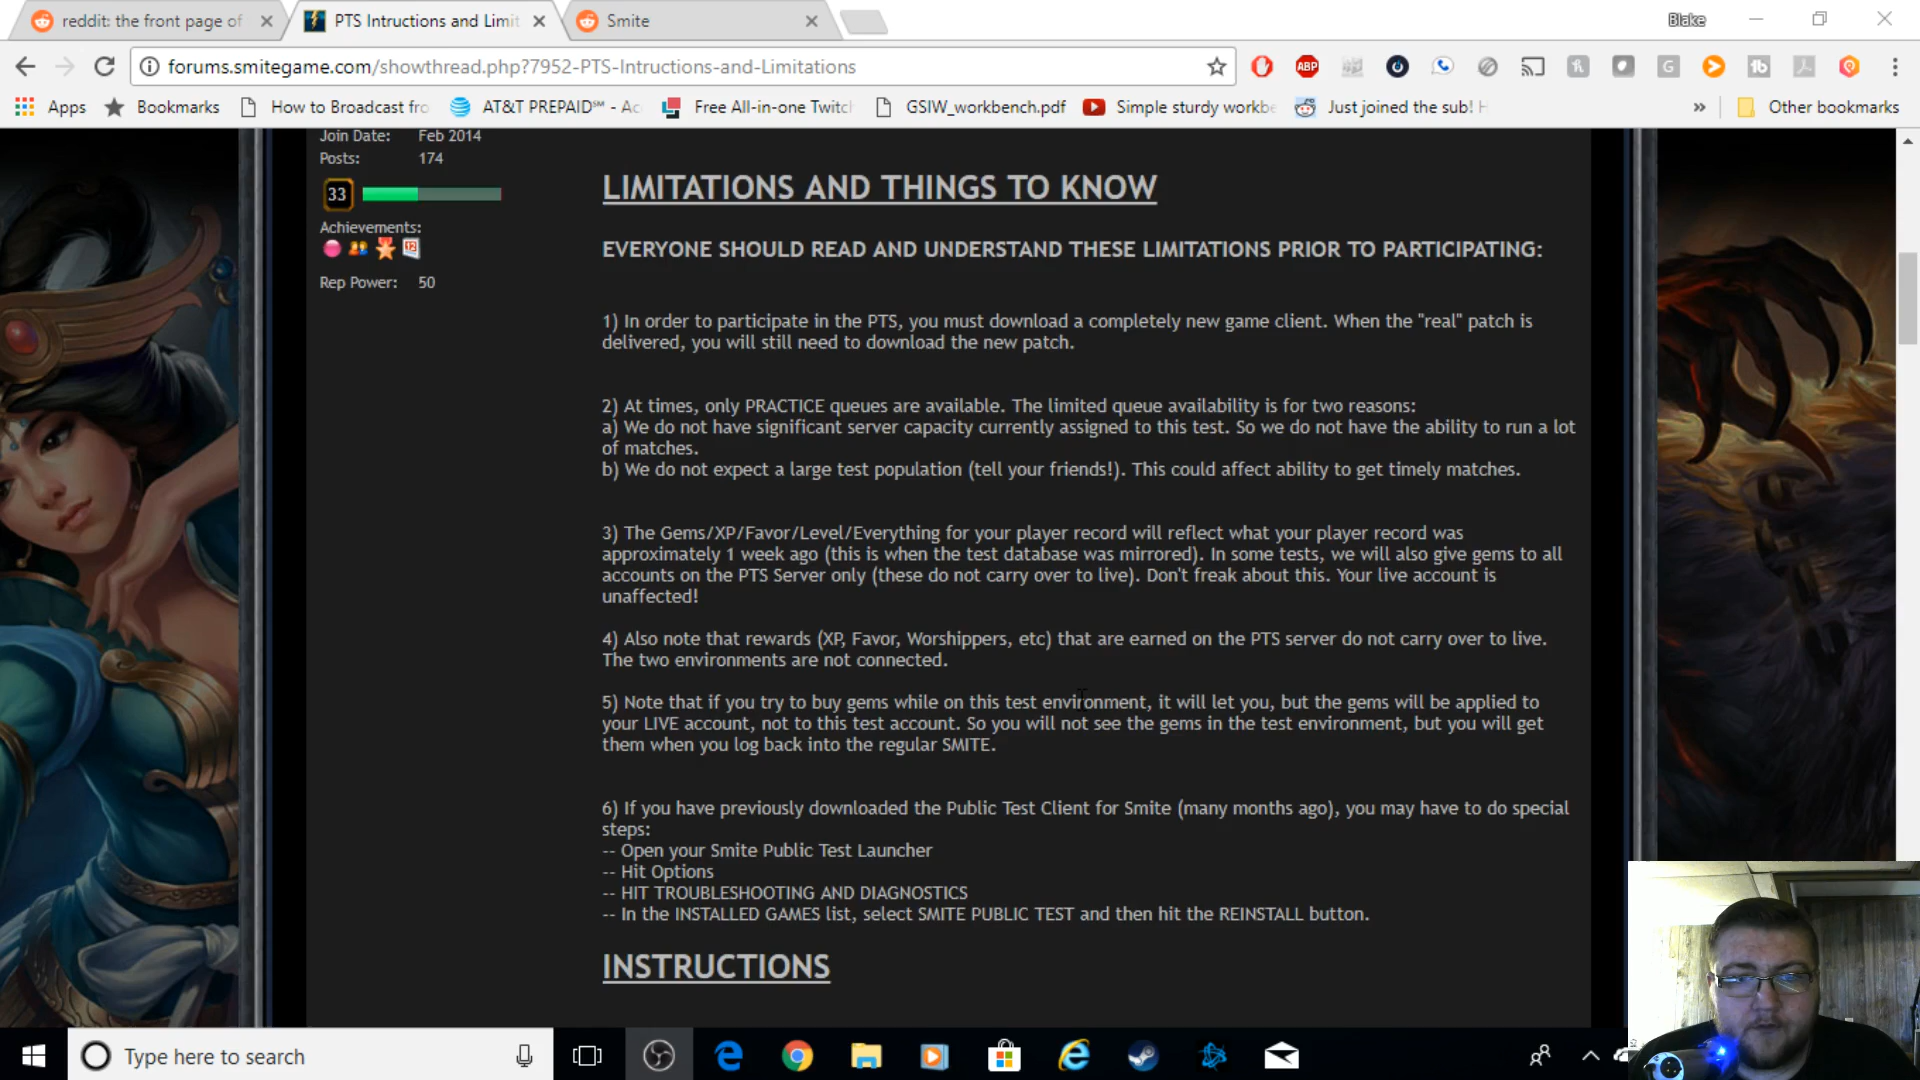 reddit: the front page of
PTS Intructions and Limit
Smite
Blake
forums.smitegame.com/showthread.php?7952-PTS-Intructions-and-Limitations
ABP
Apps
Bookmarks
How to Broadcast fro
AT&T PREPAID℠ - Ac
Free All-in-one Twitch
GSIW_workbench.pdf
Simple sturdy workbe
Just joined the sub! H
»
Other bookmarks
Join Date: Feb 2014
Posts: 174
33
Achievements:
12
Rep Power: 50
LIMITATIONS AND THINGS TO KNOW
EVERYONE SHOULD READ AND UNDERSTAND THESE LIMITATIONS PRIOR TO PARTICIPATING:
1) In order to participate in the PTS, you must download a completely new game client. When the "real" patch is
delivered, you will still need to download the new patch.
2) At times, only PRACTICE queues are available. The limited queue availability is for two reasons:
a) We do not have significant server capacity currently assigned to this test. So we do not have the ability to run a lot
of matches.
b) We do not expect a large test population (tell your friends!). This could affect ability to get timely matches.
3) The Gems/XP/Favor/Level/Everything for your player record will reflect what your player record was
approximately 1 week ago (this is when the test database was mirrored). In some tests, we will also give gems to all
accounts on the PTS Server only (these do not carry over to live). Don't freak about this. Your live account is
unaffected!
4) Also note that rewards (XP, Favor, Worshippers, etc) that are earned on the PTS server do not carry over to live.
The two environments are not connected.
5) Note that if you try to buy gems while on this test environment, it will let you, but the gems will be applied to
your LIVE account, not to this test account. So you will not see the gems in the test environment, but you will get
them when you log back into the regular SMITE.
6) If you have previously downloaded the Public Test Client for Smite (many months ago), you may have to do special
steps:
-- Open your Smite Public Test Launcher
-- Hit Options
-- HIT TROUBLESHOOTING AND DIAGNOSTICS
-- In the INSTALLED GAMES list, select SMITE PUBLIC TEST and then hit the REINSTALL button.
INSTRUCTIONS
Type here to search